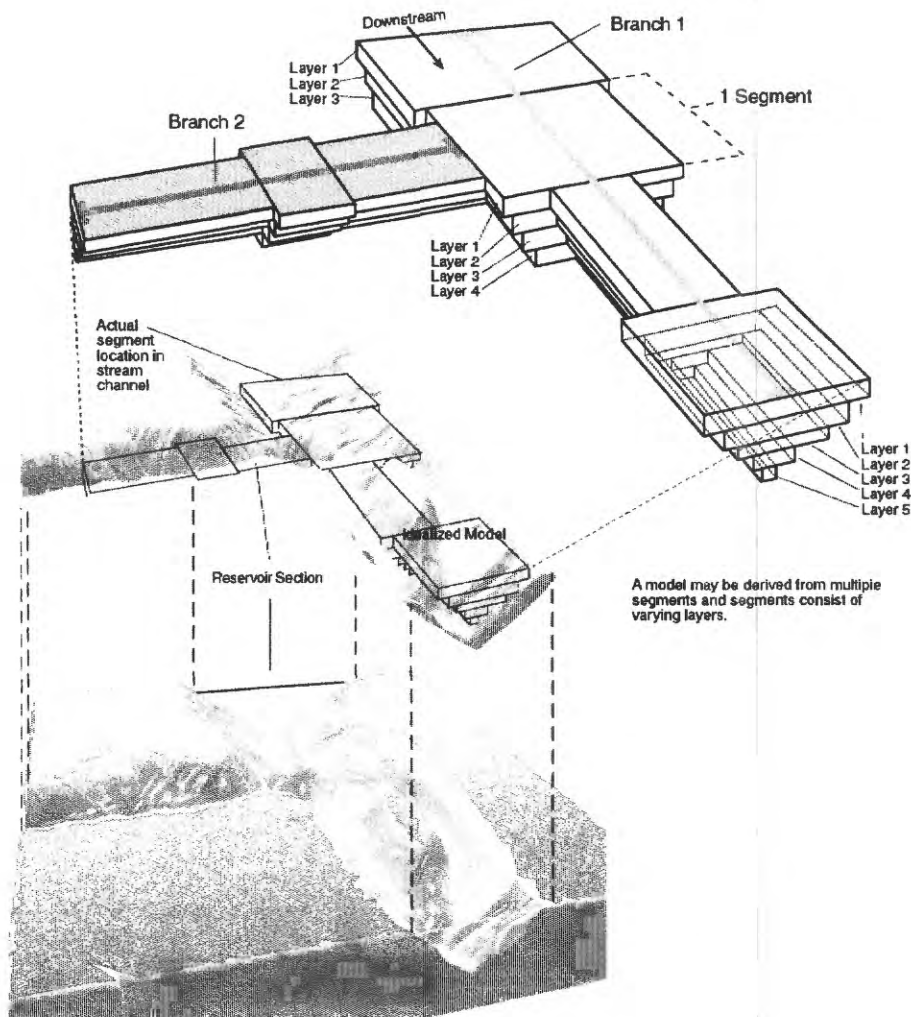 Downstream
Branch 1
Layer 1
Layer 2
Layer 3
1 Segment
Branch 2
Layer 1
Layer 2
Layer 3
Layer 4
Actual
segment
location in
stream
channel
Layer 1
Layer 2
Layer 3
Layer 4
Layer 5
Idealized Model
Reservoir Section
A model may be derived from multiple
segments and segments consist of
varying layers.